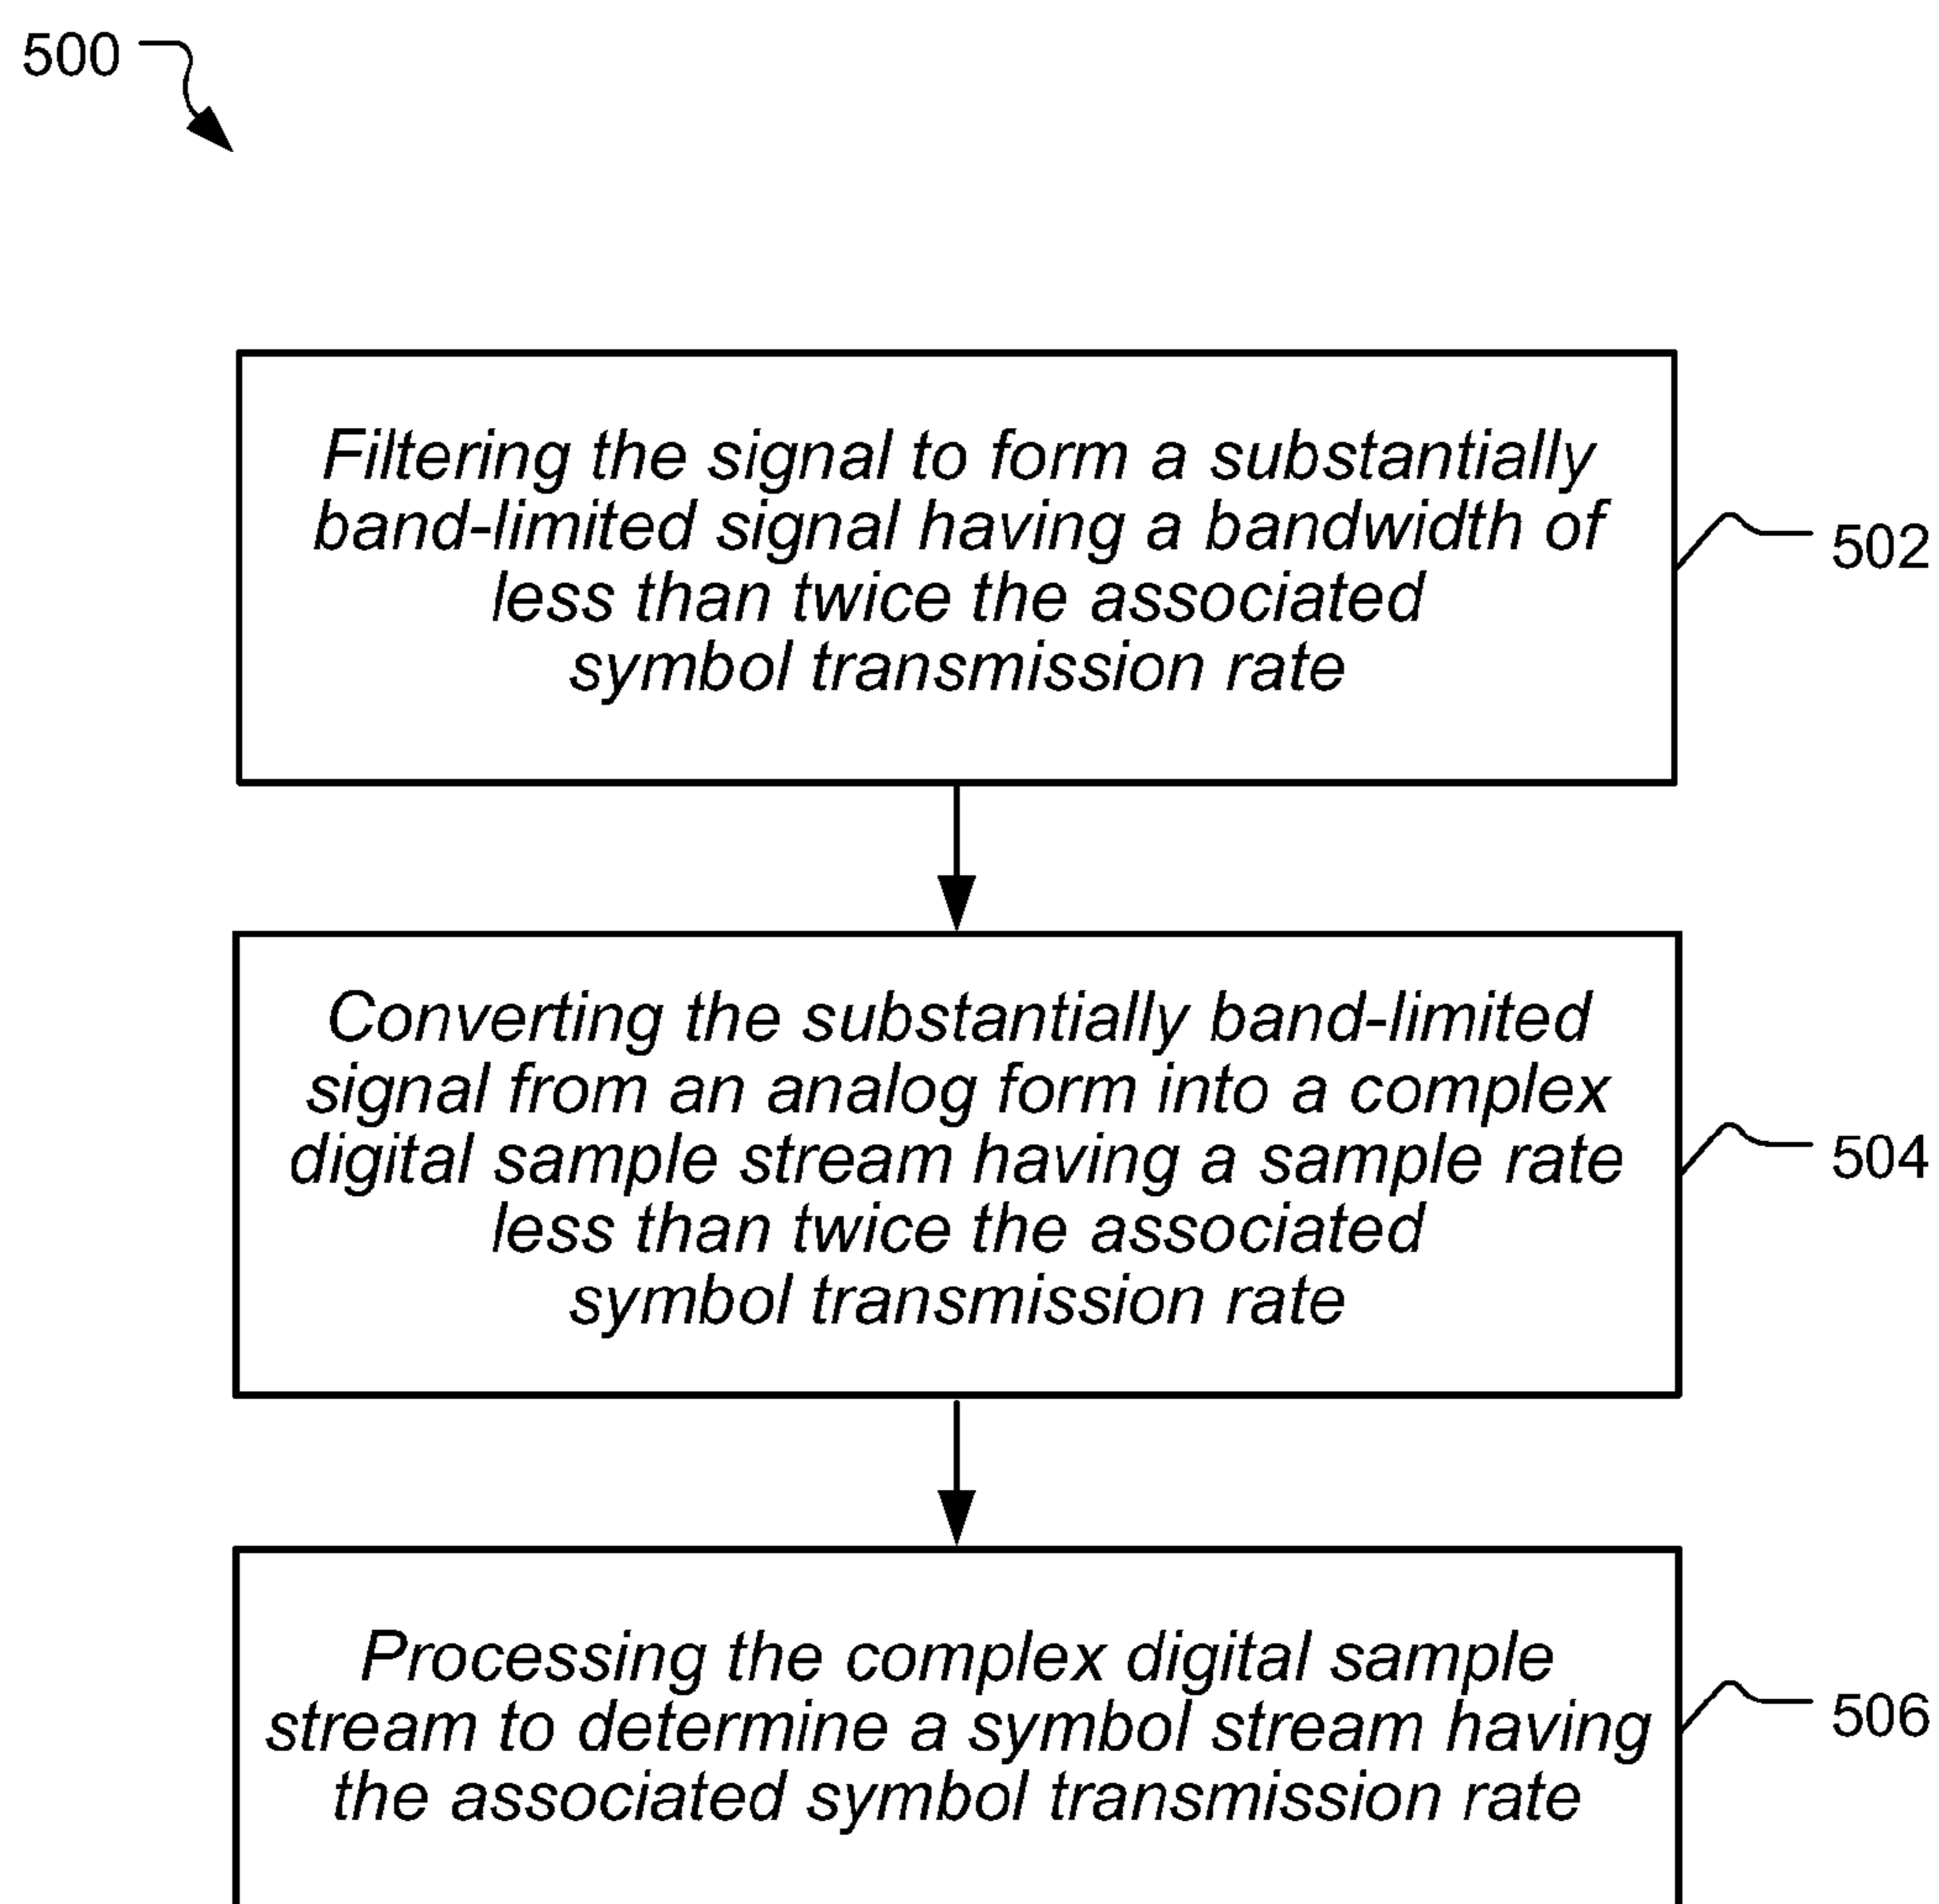 500
Filtering the signal to form a substantially
band-limited signal having a bandwidth of
less than twice the associated
symbol transmission rate
502
Converting the substantially band-limited
signal from an analog form into a complex
digital sample stream having a sample rate
less than twice the associated
symbol transmission rate
504
Processing the complex digital sample
stream to determine a symbol stream having
the associated symbol transmission rate
506